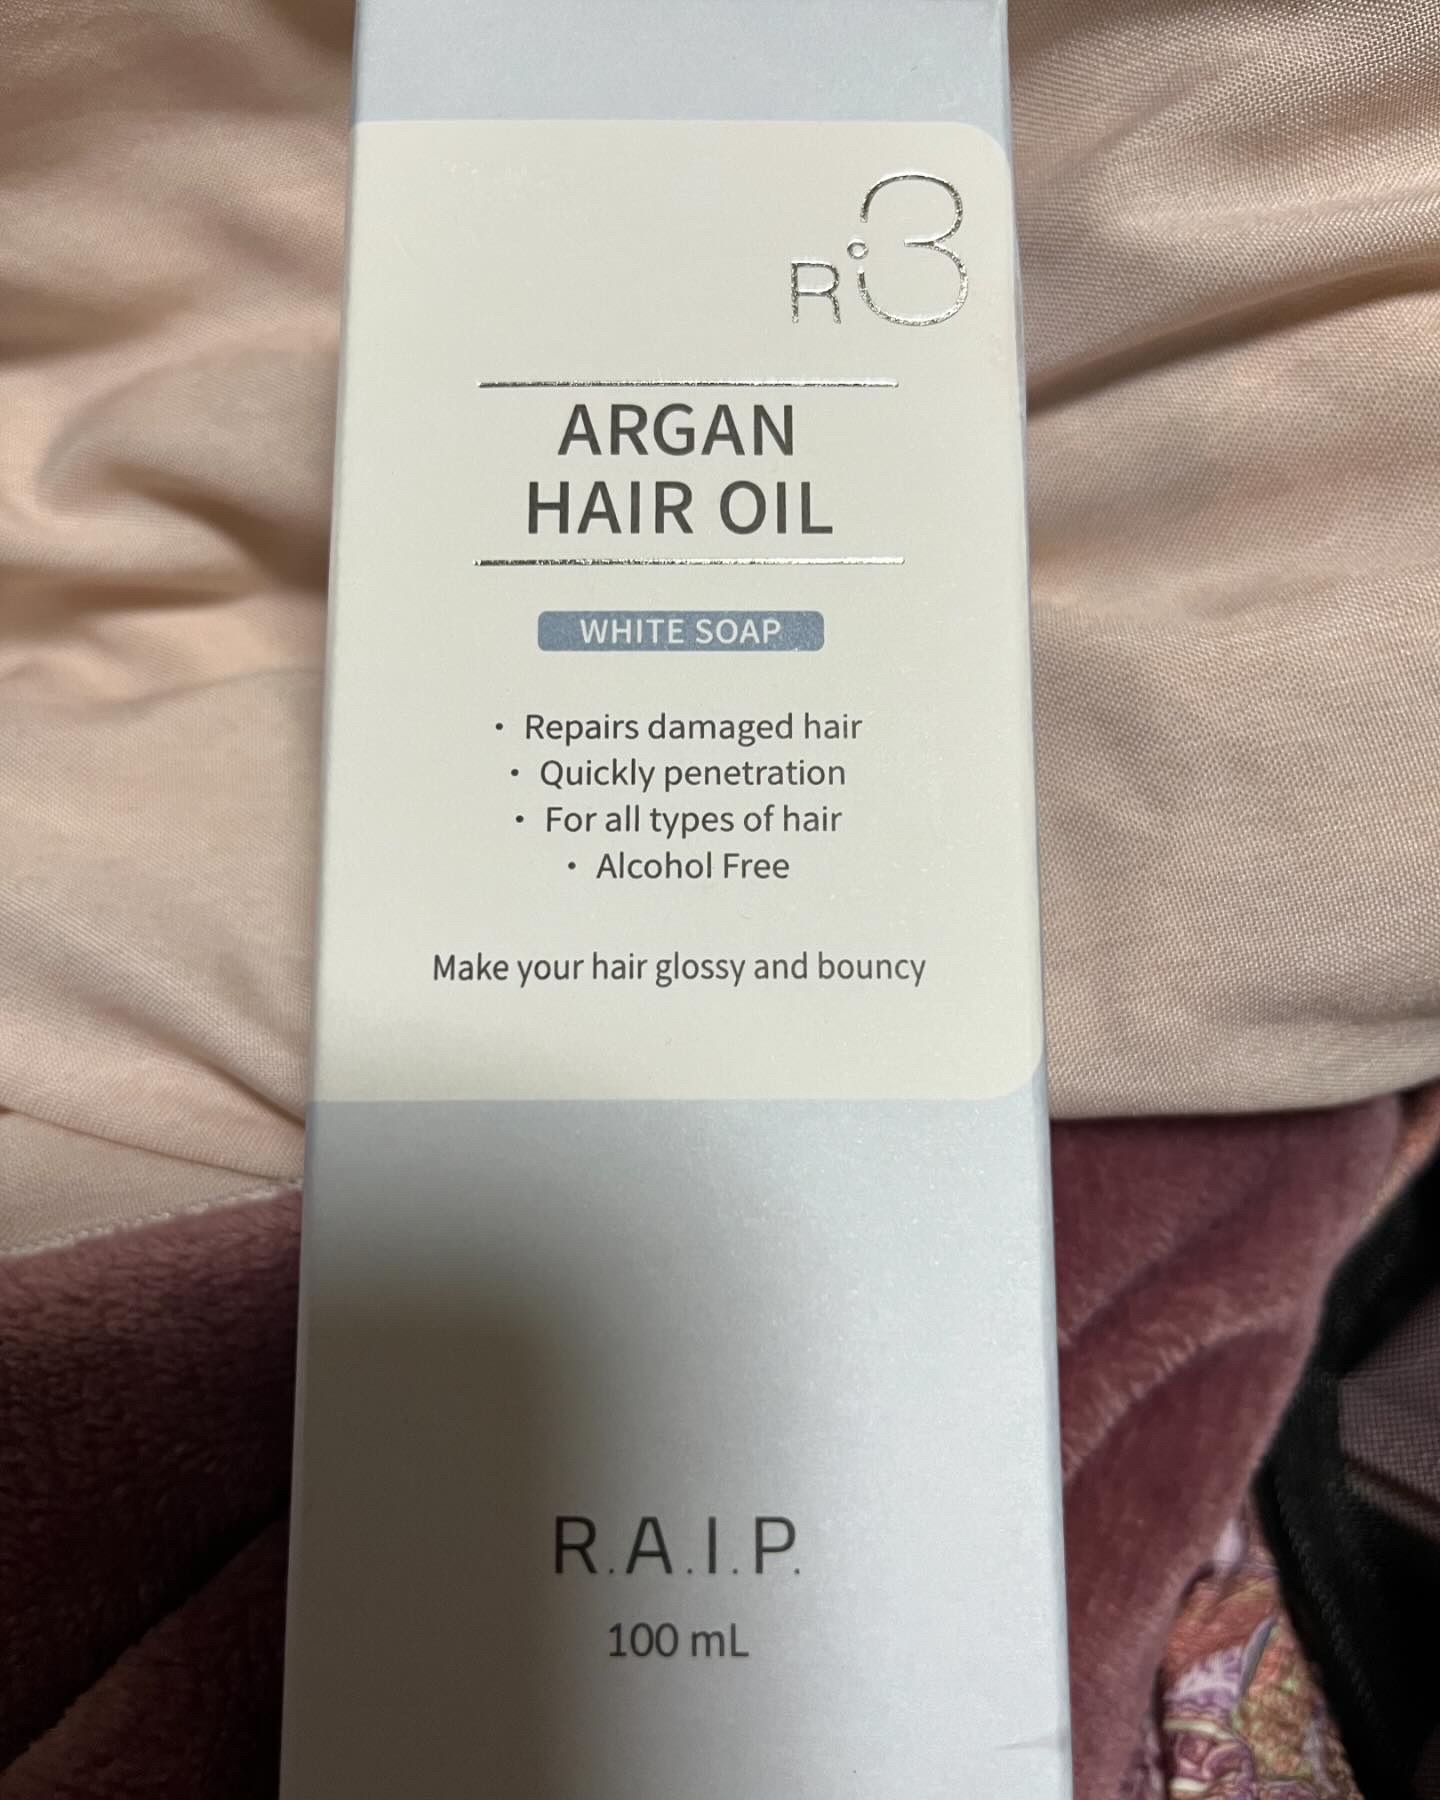 R3
ARGAN
HAIR OIL
WHITE SOAP
・ Repairs damaged hair
・ Quickly penetration
・ For all types of hair
・ Alcohol Free
Make your hair glossy and bouncy
R.A.I.P.
100 mL